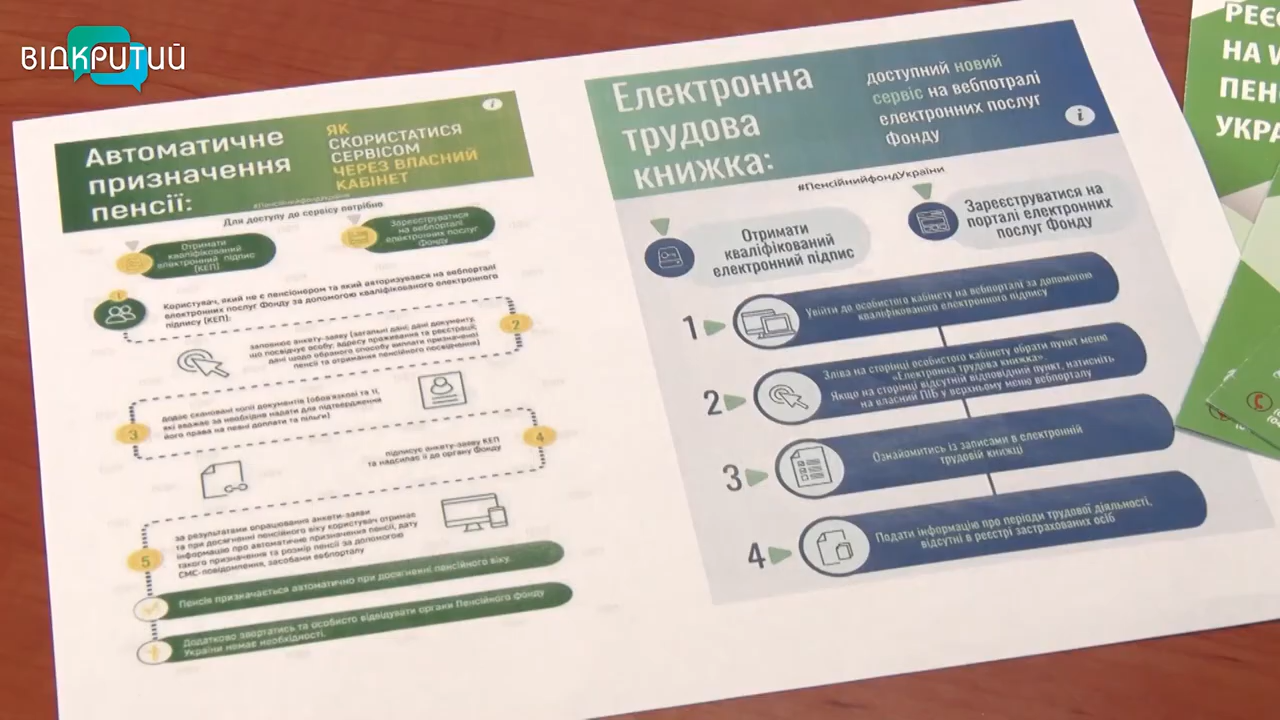 ВІДКРИТИЙ
Автоматичне
призначення
пенсії:
ЯК
СКОРИСТАТИСЯ
СЕРВІСОМ
ЧЕРЕЗ ВЛАСНИЙ
КАБІНЕТ
#Пенсійнийфондукраїни
Для доступу до сервісу потрібно
Отримати
кваліфікований
електронний підпис
(КЕП)
Зареєструватися
на вебпорталі
електронних послуг
Фонду
1
Користувач, який не є пенсіонером та який авторизувався на вебпорталі
електронних послуг Фонду за допомогою кваліфікованого електронного
підпису (КЕП):
2
заповнює анкету-заяву (загальні дані; дані документу,
що посвідчує особу; адресу проживання та реєстрації;
дані щодо обраного способу виплати призначеної
пенсії та отримання пенсійного посвідчення)
3
додає скановані копії документів (обов'язкові та ті,
які вважає за необхідне надати для підтвердження
його права на певні доплати та пільги)
4
підписує анкету-заяву КЕП
та надсилає її до органу Фонду
5
за результатами опрацювання анкети-заяви
та при досягненні пенсійного віку користувач отримає
інформацію про автоматичне призначення пенсії, дату
такого призначення та розмір пенсії за допомогою
СМС-повідомлення, засобами вебпорталу
Пенсія призначається автоматично при досягненні пенсійного віку.
Додатково звертатись та особисто відвідувати органи Пенсійного фонду
України немає необхідності.
Електронна
трудова
книжка:
доступний новий
сервіс на вебпотралі
електронних послуг
Фонду
#ПенсійнийфондУкраїни
Отримати
кваліфікований
електронний підпис
Зареєструватися на
порталі електронних
послуг Фонду
1
Увійти до особистого кабінету на вебпорталі за допомогою
кваліфікованого електронного підпису
2
Зліва на сторінці особистого кабінету обрати пункт меню
«Електронна трудова книжка».
Якщо на сторінці відсутній відповідний пункт, натисніть
на власний ПІБ у верхньому меню вебпорталу
3
Ознайомитись із записами в електронній
трудовій книжці
4
Подати інформацію про періоди трудової діяльності,
відсутні в реєстрі застрахованих осіб
РЕЄ
НА
ПЕН
УКРА